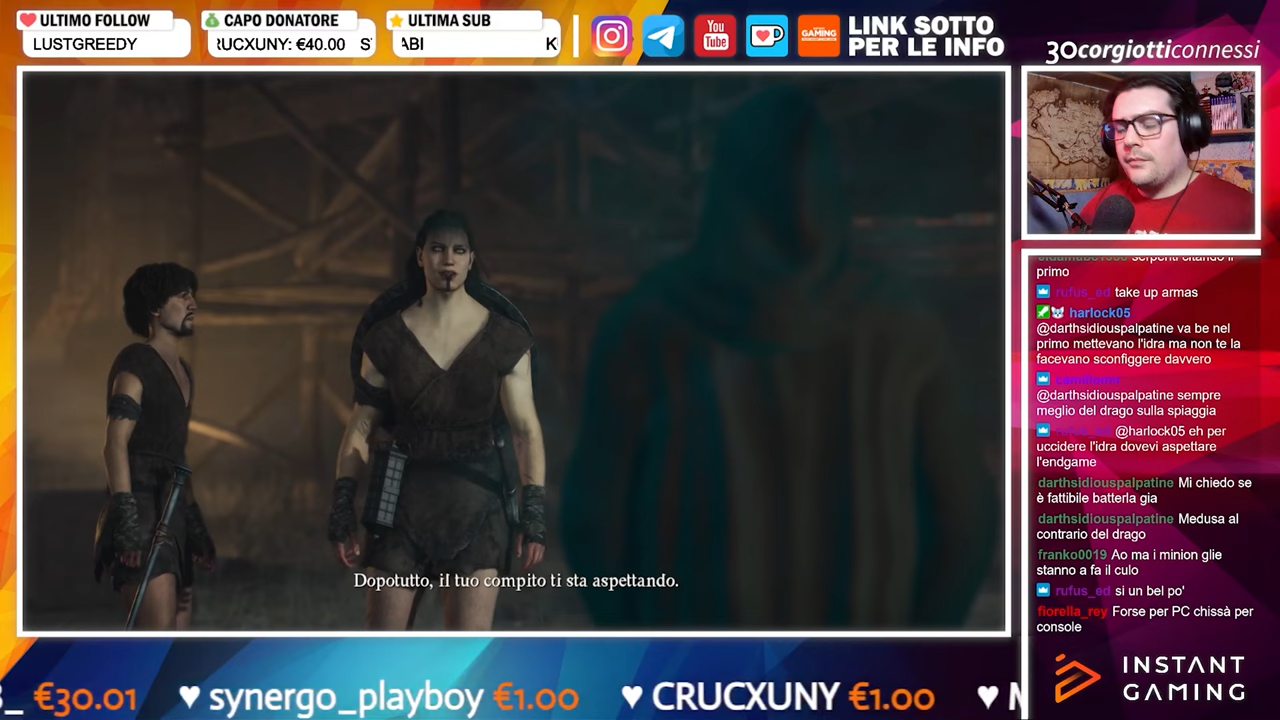 ULTIMO FOLLOW
LUSTGREEDY
CAPO DONATORE
RUCXUNY: €40.00
ULTIMA SUB
ABI
You
Tube
GAMING
LINK SOTTO
PER LE INFO
30corgiotticonnessi
Dopotutto, il tuo compito ti sta aspettando.
serpenti citando il
primo
rufus_ed take up armas
harlock05
@darthsidiouspalpatine va be nel
primo mettevano l'idra ma non te la
facevano sconfiggere davvero
@darthsidiouspalpatine sempre
meglio del drago sulla spiaggia
rufus_ed @harlock05 eh per
uccidere l'idra dovevi aspettare
l'endgame
darthsidiouspalpatine Mi chiedo se
è fattibile batterla gia
darthsidiouspalpatine Medusa al
contrario del drago
franko0019 Ao ma i minion glie
stanno a fa il culo
rufus_ed si un bel po'
fiorella_rey Forse per PC chissà per
console
INSTANT
GAMING
€30.01 ♥ synergo_playboy €1.00 ♥ CRUCXUNY €1.00 ♥